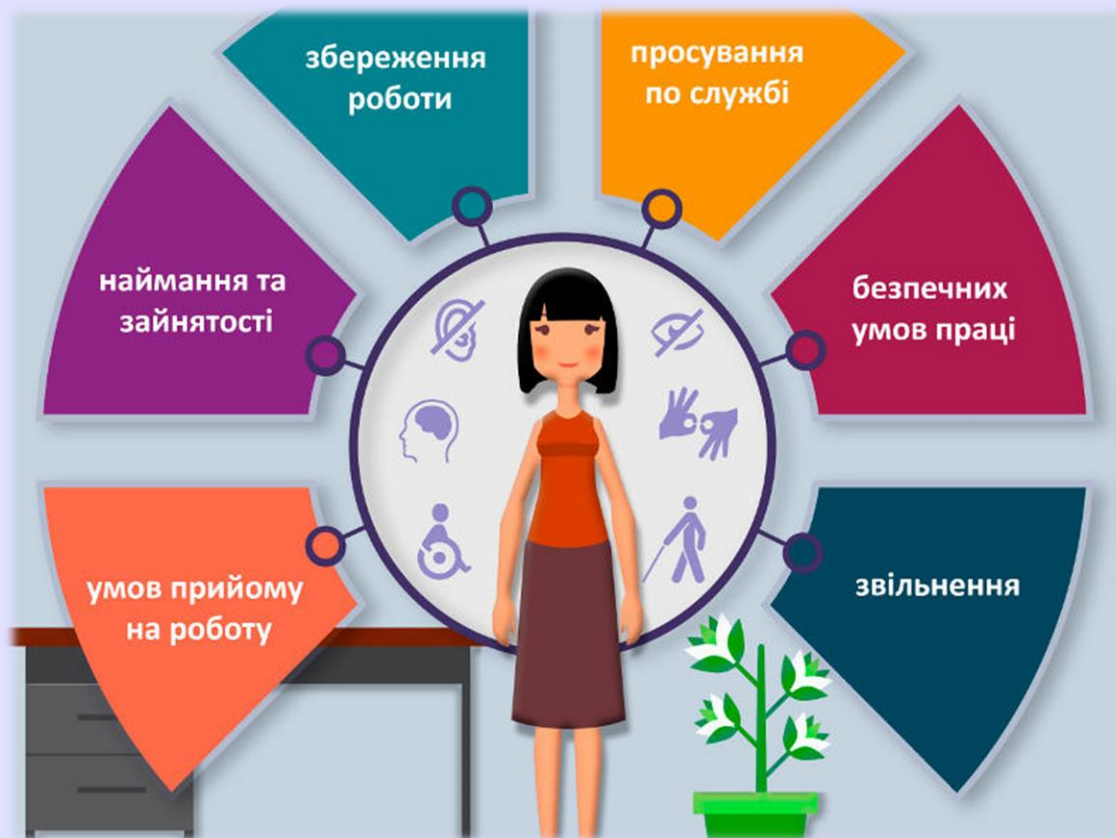 збереження
роботи
просування
по службі
наймання та
зайнятості
безпечних
умов праці
умов прийому
на роботу
звільнення